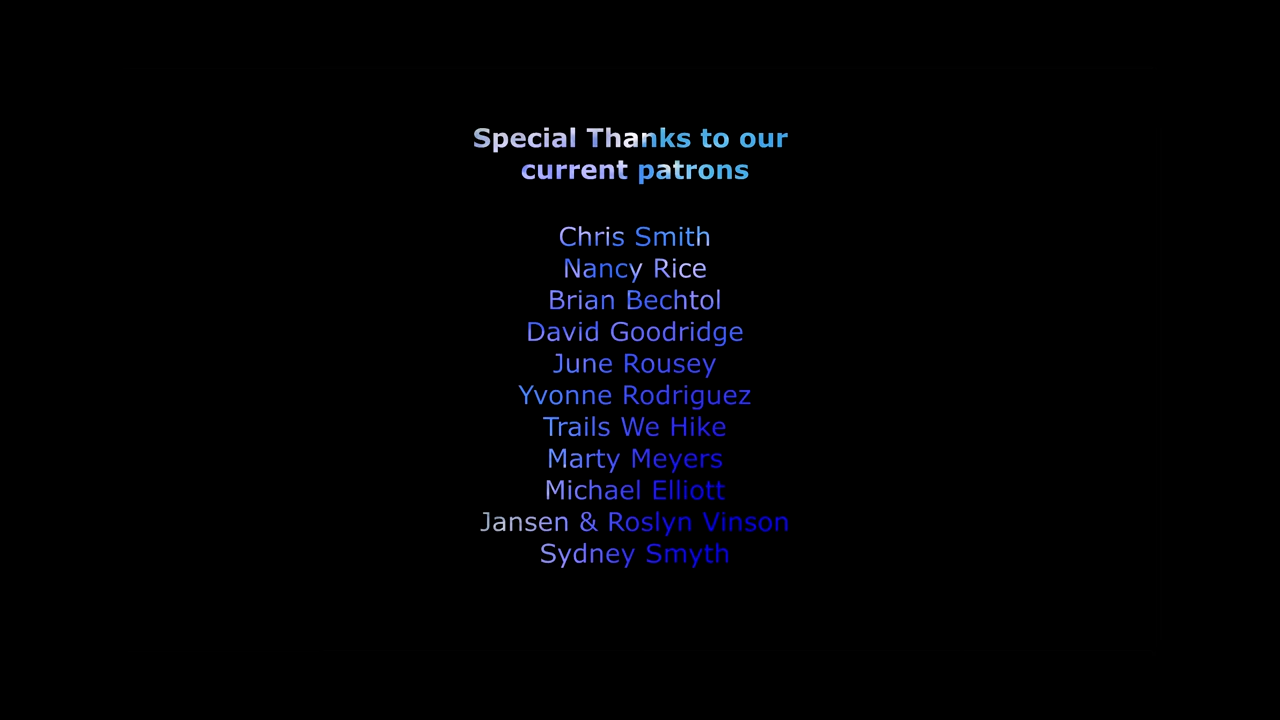 Special Thanks to our
current patrons
Chris Smith
Nancy Rice
Brian Bechtol
David Goodridge
June Rousey
Yvonne Rodriguez
Trails We Hike
Marty Meyers
Michael Elliott
Jansen & Roslyn Vinson
Sydney Smyth